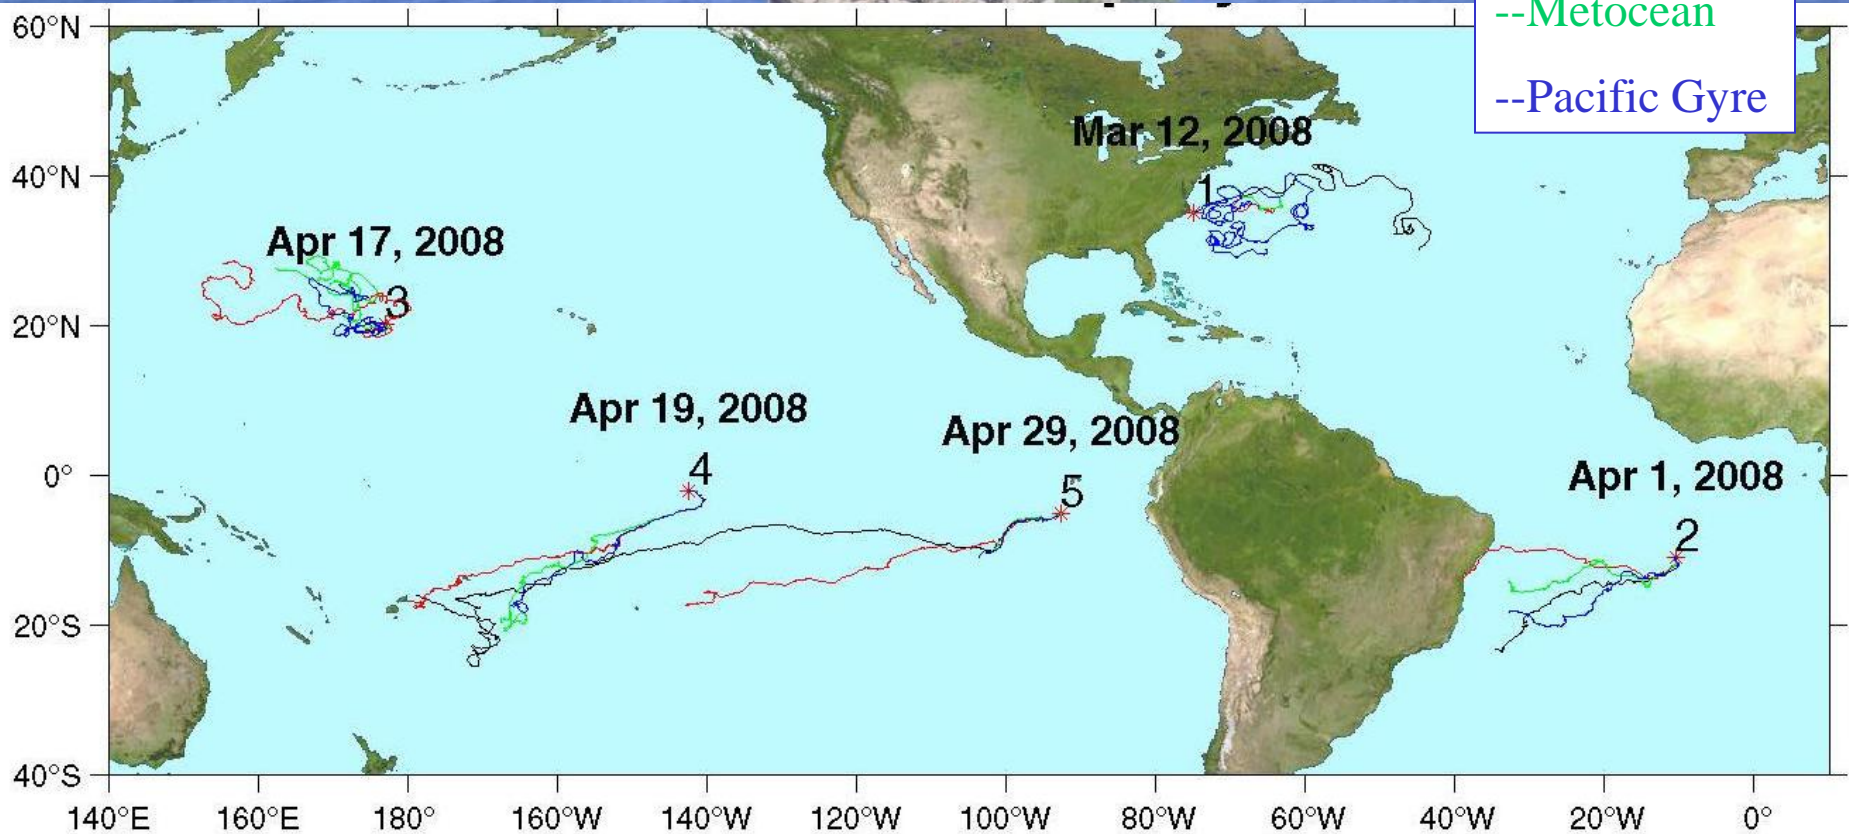 --Metocean
--Pacific Gyre
60°N
40°N
20°N
0°
20°S
40°S
Mar 12, 2008
1
Apr 17, 2008
3
Apr 19, 2008
4
Apr 29, 2008
5
Apr 1, 2008
2
140°E 160°E 180° 160°W 140°W 120°W 100°W 80°W 60°W 40°W 20°W 0°